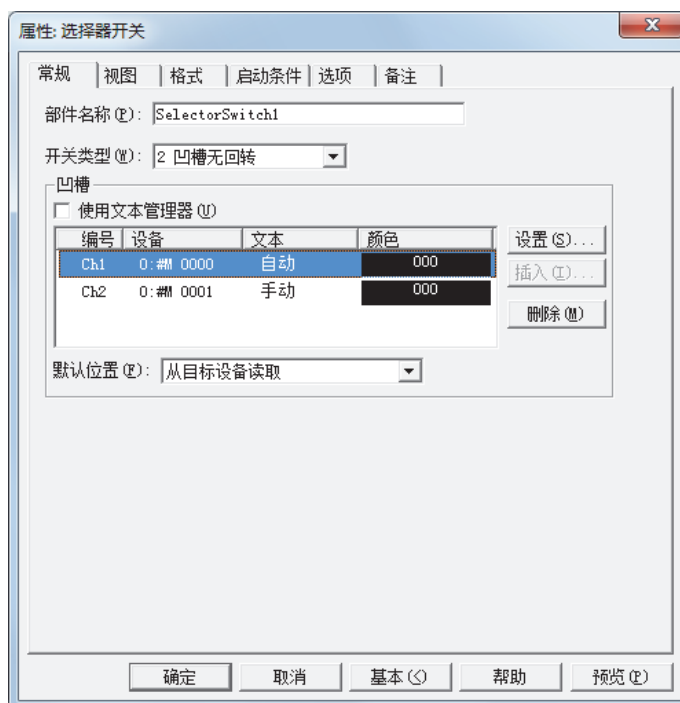 属性: 选择器开关
常规 视图 格式 启动条件 选项 备注
部件名称(P): SelectorSwitch1
开关类型(W): 2 凹槽无回转
凹槽
使用文本管理器(U)
编号 设备 文本 颜色
Ch1 0:#M 0000 自动 000
Ch2 0:#M 0001 手动 000
设置(S)...
插入(I)...
删除(M)
默认位置(F): 从目标设备读取
确定 取消 基本(<) 帮助 预览(P)